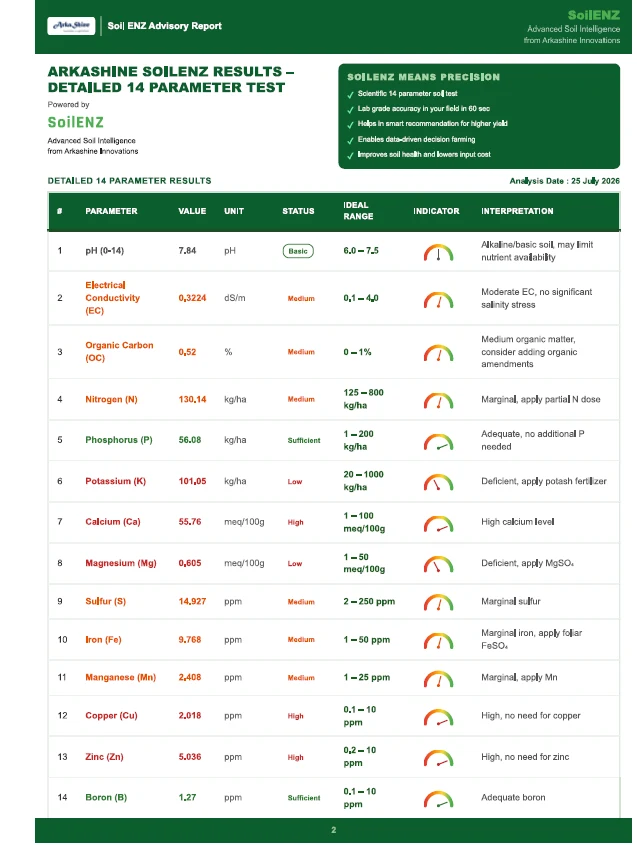 ArkaShine
Soil ENZ Advisory Report
SoilENZ
Advanced Soil Intelligence
from Arkashine Innovations
ARKASHINE SOILENZ RESULTS –
DETAILED 14 PARAMETER TEST
Powered by
SoilENZ
Advanced Soil Intelligence
from Arkashine Innovations
SOILENZ MEANS PRECISION
✓ Scientific 14 parameter soil test
✓ Lab grade accuracy in your field in 60 sec
✓ Helps in smart recommendation for higher yield
✓ Enables data-driven decision farming
✓ Improves soil health and lowers input cost
DETAILED 14 PARAMETER RESULTS
Analysis Date : 25 July 2026
# PARAMETER VALUE UNIT STATUS IDEAL RANGE INDICATOR INTERPRETATION
1 pH (0-14) 7.84 pH Basic 6.0 – 7.5 Alkaline/basic soil, may limit nutrient availability
2 Electrical Conductivity (EC) 0.3224 dS/m Medium 0.1 – 4.0 Moderate EC, no significant salinity stress
3 Organic Carbon (OC) 0.52 % Medium 0 – 1% Medium organic matter, consider adding organic amendments
4 Nitrogen (N) 130.14 kg/ha Medium 125 – 800 kg/ha Marginal, apply partial N dose
5 Phosphorus (P) 56.08 kg/ha Sufficient 1 – 200 kg/ha Adequate, no additional P needed
6 Potassium (K) 101.05 kg/ha Low 20 – 1000 kg/ha Deficient, apply potash fertilizer
7 Calcium (Ca) 55.76 meq/100g High 1 – 100 meq/100g High calcium level
8 Magnesium (Mg) 0.605 meq/100g Low 1 – 50 meq/100g Deficient, apply MgSO₄
9 Sulfur (S) 14.927 ppm Medium 2 – 250 ppm Marginal sulfur
10 Iron (Fe) 9.768 ppm Medium 1 – 50 ppm Marginal iron, apply foliar FeSO₄
11 Manganese (Mn) 2.408 ppm Medium 1 – 25 ppm Marginal, apply Mn
12 Copper (Cu) 2.018 ppm High 0.1 – 10 ppm High, no need for copper
13 Zinc (Zn) 5.036 ppm High 0.2 – 10 ppm High, no need for zinc
14 Boron (B) 1.27 ppm Sufficient 0.1 – 10 ppm Adequate boron
2